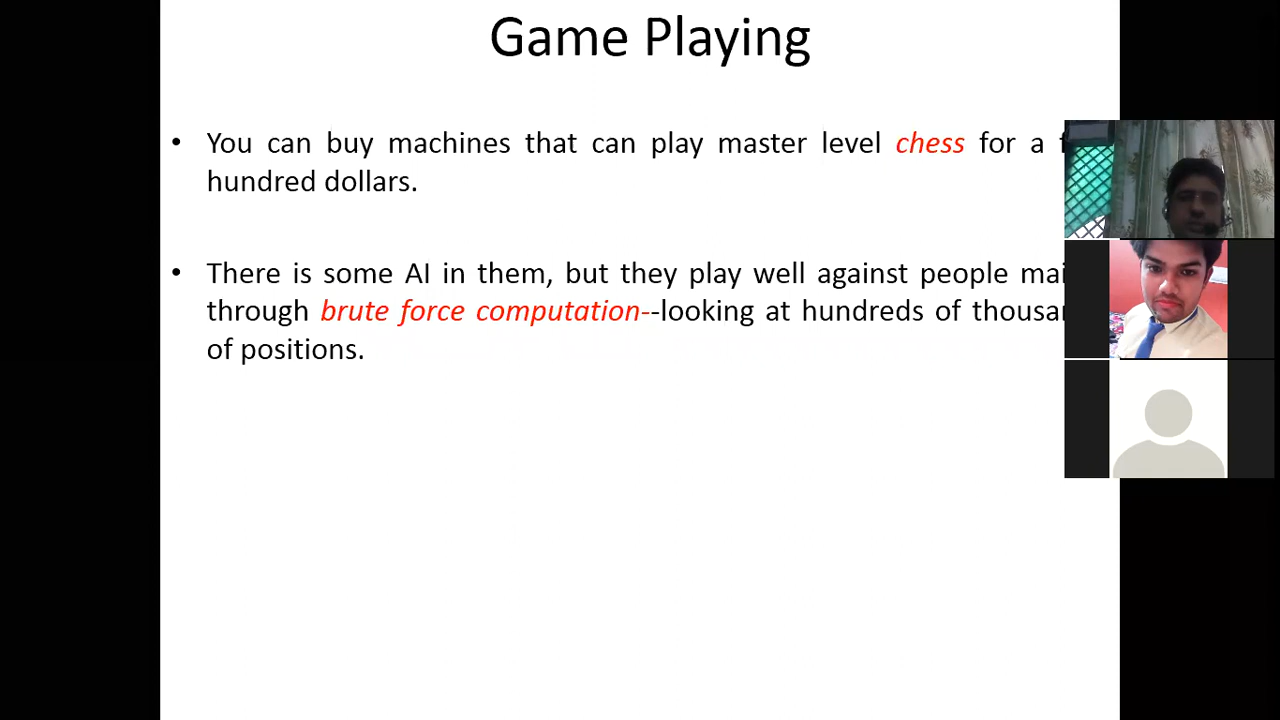 Game Playing
• You can buy machines that can play master level chess for a
hundred dollars.
• There is some AI in them, but they play well against people
through brute force computation--looking at hundreds of
of positions.